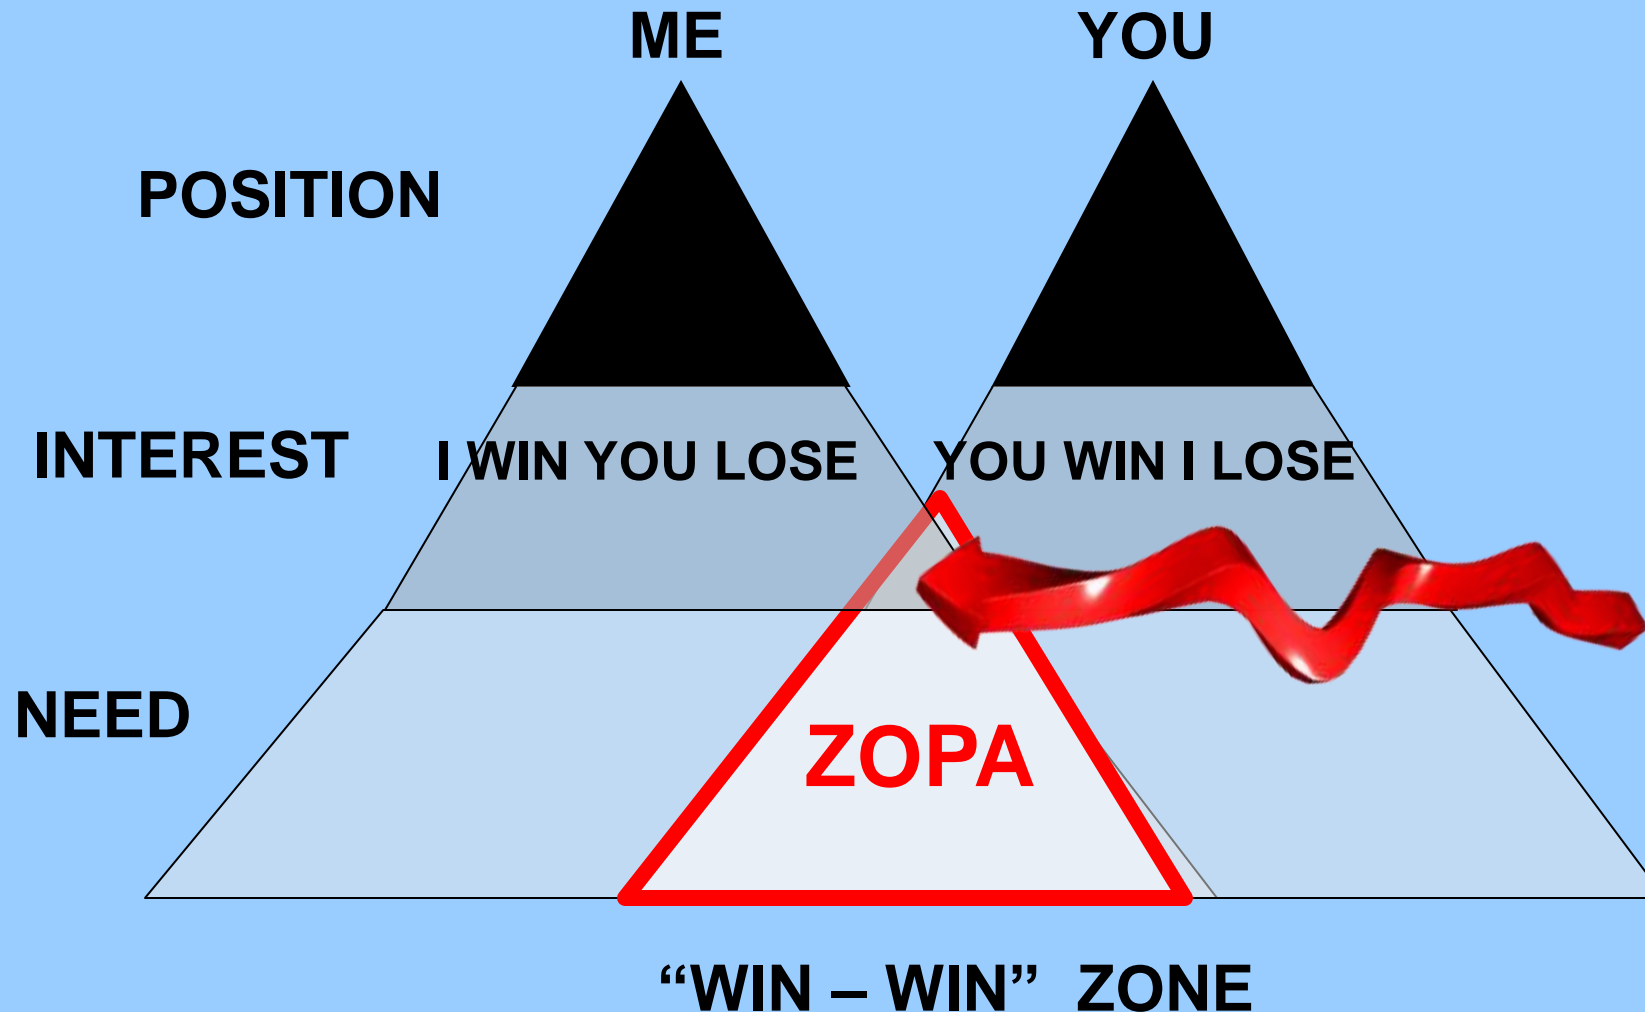 ME YOU
POSITION
INTEREST I WIN YOU LOSE YOU WIN I LOSE
NEED
ZOPA
“WIN – WIN” ZONE